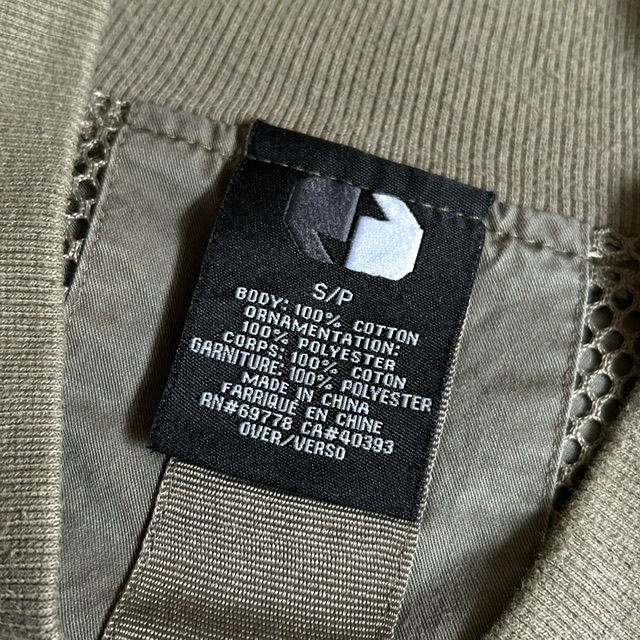 S/P
BODY: 100% COTTON
ORNAMENTATION:
100% POLYESTER
CORPS: 100% COTON
GARNITURE: 100% POLYESTER
MADE IN CHINA
FABRIQUE EN CHINE
RN#69778 CA#40393
OVER/VERSO